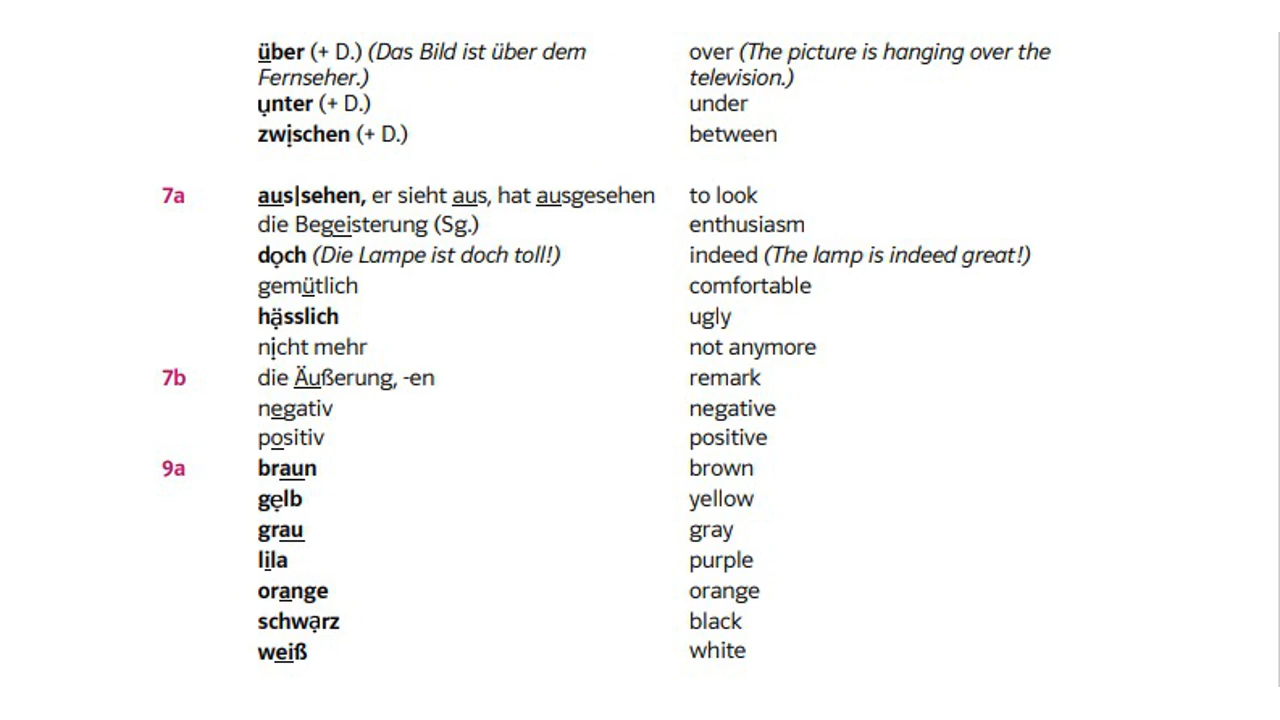 über (+ D.) (Das Bild ist über dem over (The picture is hanging over the
Fernseher.) television.)
unter (+ D.) under
zwischen (+ D.) between
7a aus|sehen, er sieht aus, hat ausgesehen to look
die Begeisterung (Sg.) enthusiasm
doch (Die Lampe ist doch toll!) indeed (The lamp is indeed great!)
gemütlich comfortable
hässlich ugly
nicht mehr not anymore
7b die Äußerung, -en remark
negativ negative
positiv positive
9a braun brown
gelb yellow
grau gray
lila purple
orange orange
schwarz black
weiß white